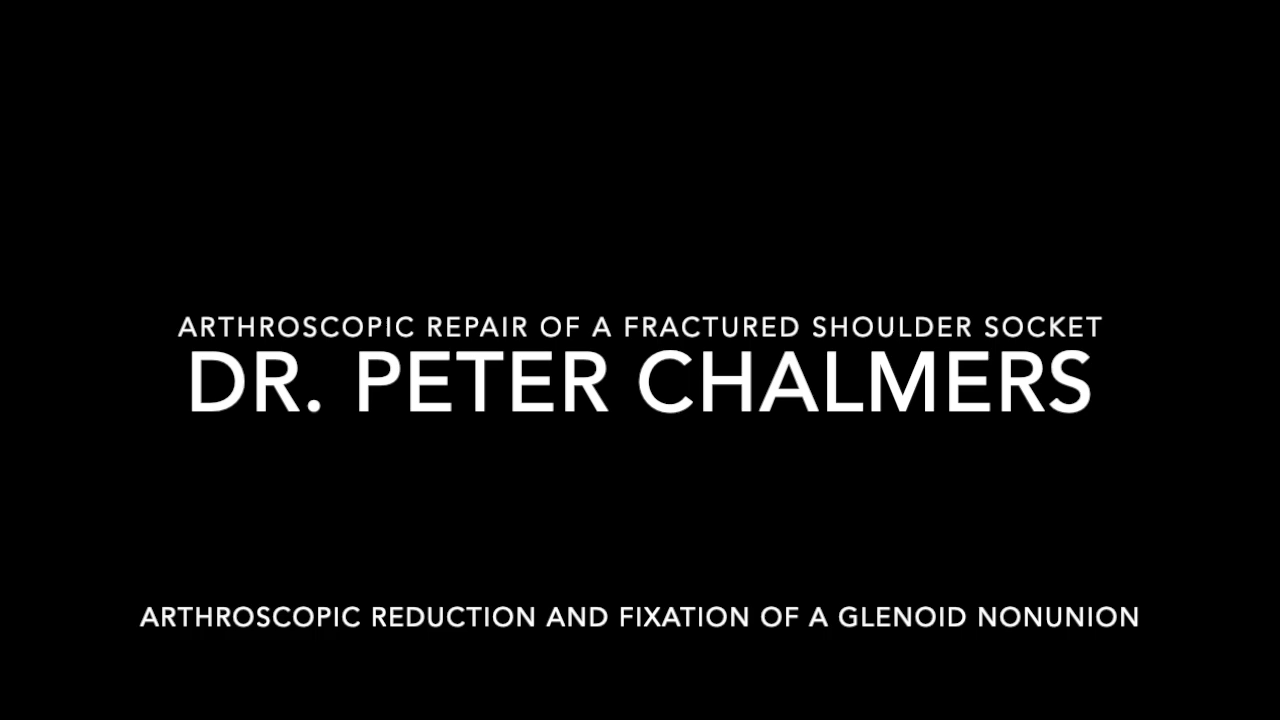 ARTHROSCOPIC REPAIR OF A FRACTURED SHOULDER SOCKET
DR. PETER CHALMERS
ARTHROSCOPIC REDUCTION AND FIXATION OF A GLENOID NONUNION